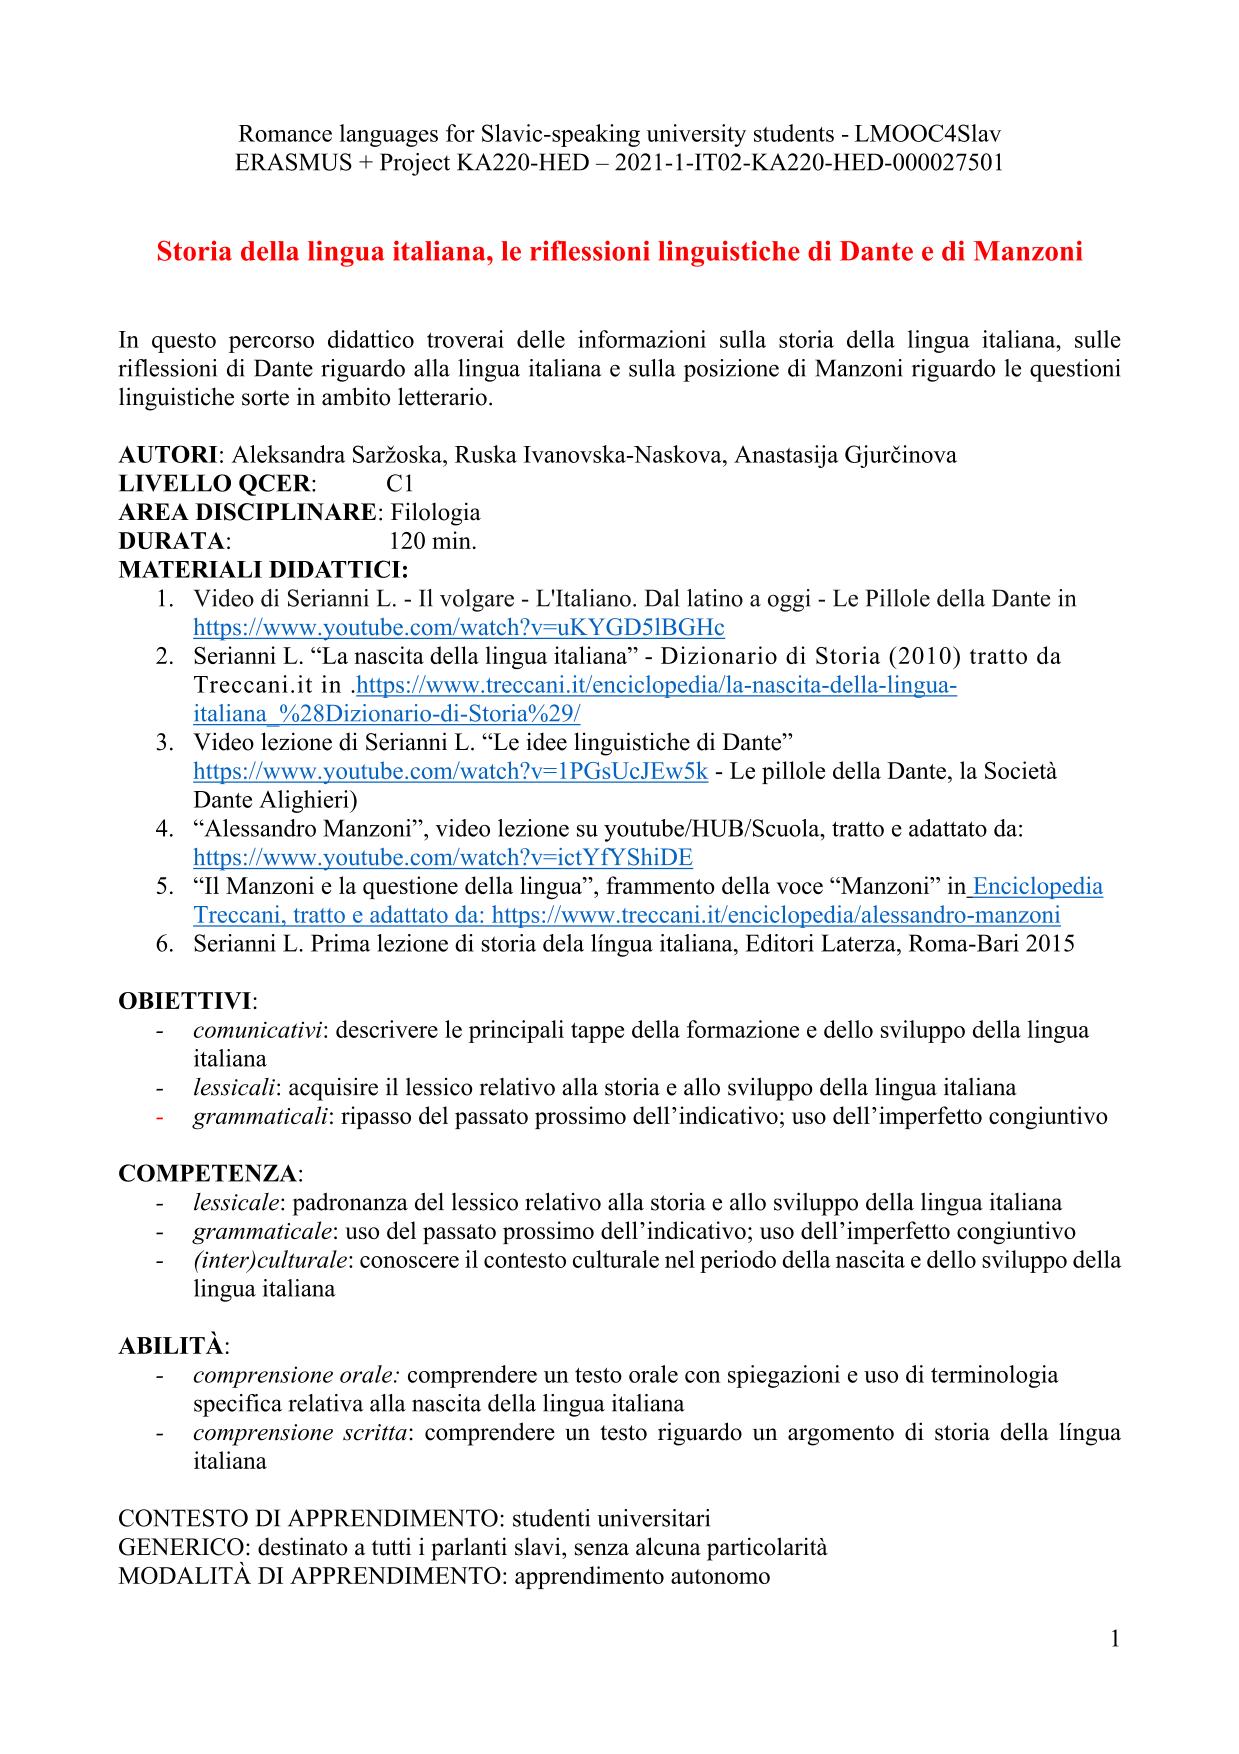 Romance languages for Slavic-speaking university students - LMOOC4Slav
ERASMUS + Project KA220-HED – 2021-1-IT02-KA220-HED-000027501
Storia della lingua italiana, le riflessioni linguistiche di Dante e di Manzoni
In questo percorso didattico troverai delle informazioni sulla storia della lingua italiana, sulle
riflessioni di Dante riguardo alla lingua italiana e sulla posizione di Manzoni riguardo le questioni
linguistiche sorte in ambito letterario.
AUTORI: Aleksandra Saržoska, Ruska Ivanovska-Naskova, Anastasija Gjurčinova
LIVELLO QCER: C1
AREA DISCIPLINARE: Filologia
DURATA: 120 min.
MATERIALI DIDATTICI:
1. Video di Serianni L. - Il volgare - L'Italiano. Dal latino a oggi - Le Pillole della Dante in
https://www.youtube.com/watch?v=uKYGD5lBGHc
2. Serianni L. “La nascita della lingua italiana” - Dizionario di Storia (2010) tratto da
Treccani.it in .https://www.treccani.it/enciclopedia/la-nascita-della-lingua-
italiana_%28Dizionario-di-Storia%29/
3. Video lezione di Serianni L. “Le idee linguistiche di Dante”
https://www.youtube.com/watch?v=1PGsUcJEw5k - Le pillole della Dante, la Società
Dante Alighieri)
4. “Alessandro Manzoni”, video lezione su youtube/HUB/Scuola, tratto e adattato da:
https://www.youtube.com/watch?v=ictYfYShiDE
5. “Il Manzoni e la questione della lingua”, frammento della voce “Manzoni” in Enciclopedia
Treccani, tratto e adattato da: https://www.treccani.it/enciclopedia/alessandro-manzoni
6. Serianni L. Prima lezione di storia dela língua italiana, Editori Laterza, Roma-Bari 2015
OBIETTIVI:
- comunicativi: descrivere le principali tappe della formazione e dello sviluppo della lingua
italiana
- lessicali: acquisire il lessico relativo alla storia e allo sviluppo della lingua italiana
- grammaticali: ripasso del passato prossimo dell’indicativo; uso dell’imperfetto congiuntivo
COMPETENZA:
- lessicale: padronanza del lessico relativo alla storia e allo sviluppo della lingua italiana
- grammaticale: uso del passato prossimo dell’indicativo; uso dell’imperfetto congiuntivo
- (inter)culturale: conoscere il contesto culturale nel periodo della nascita e dello sviluppo della
lingua italiana
ABILITÀ:
- comprensione orale: comprendere un testo orale con spiegazioni e uso di terminologia
specifica relativa alla nascita della lingua italiana
- comprensione scritta: comprendere un testo riguardo un argomento di storia della língua
italiana
CONTESTO DI APPRENDIMENTO: studenti universitari
GENERICO: destinato a tutti i parlanti slavi, senza alcuna particolarità
MODALITÀ DI APPRENDIMENTO: apprendimento autonomo
1